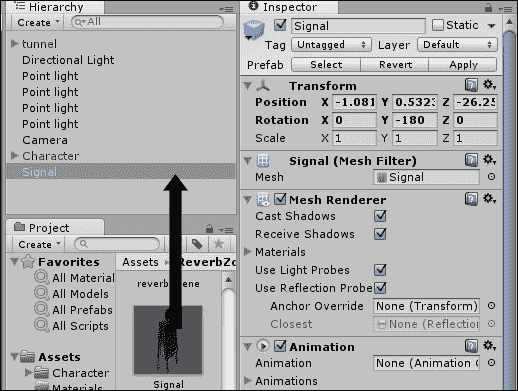 Hierarchy
Create
All
tunnel
Directional Light
Point light
Point light
Point light
Point light
Camera
Character
Signal
Project
Create
Favorites
All Material
All Models
All Prefabs
All Scripts
Assets
Character
Materials
Assets
reverb
Signal
Inspector
Signal
Static
Tag Untagged Layer Default
Prefab Select Revert Apply
Transform
Position X -1.081 Y 0.532 Z -26.25
Rotation X 0 Y -180 Z 0
Scale X 1 Y 1 Z 1
Signal (Mesh Filter)
Mesh Signal
Mesh Renderer
Cast Shadows
Receive Shadows
Materials
Use Light Probes
Use Reflection Probe
Anchor Override None (Transform)
Closest None (Reflection
Animation
Animation None (Animation
Animations